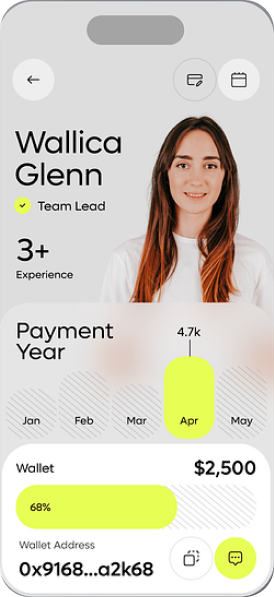 Wallica
Glenn
Team Lead
3+
Experience
Payment
Year
4.7k
Jan Feb Mar Apr May
Wallet $2,500
68%
Wallet Address
0x9168...a2k68